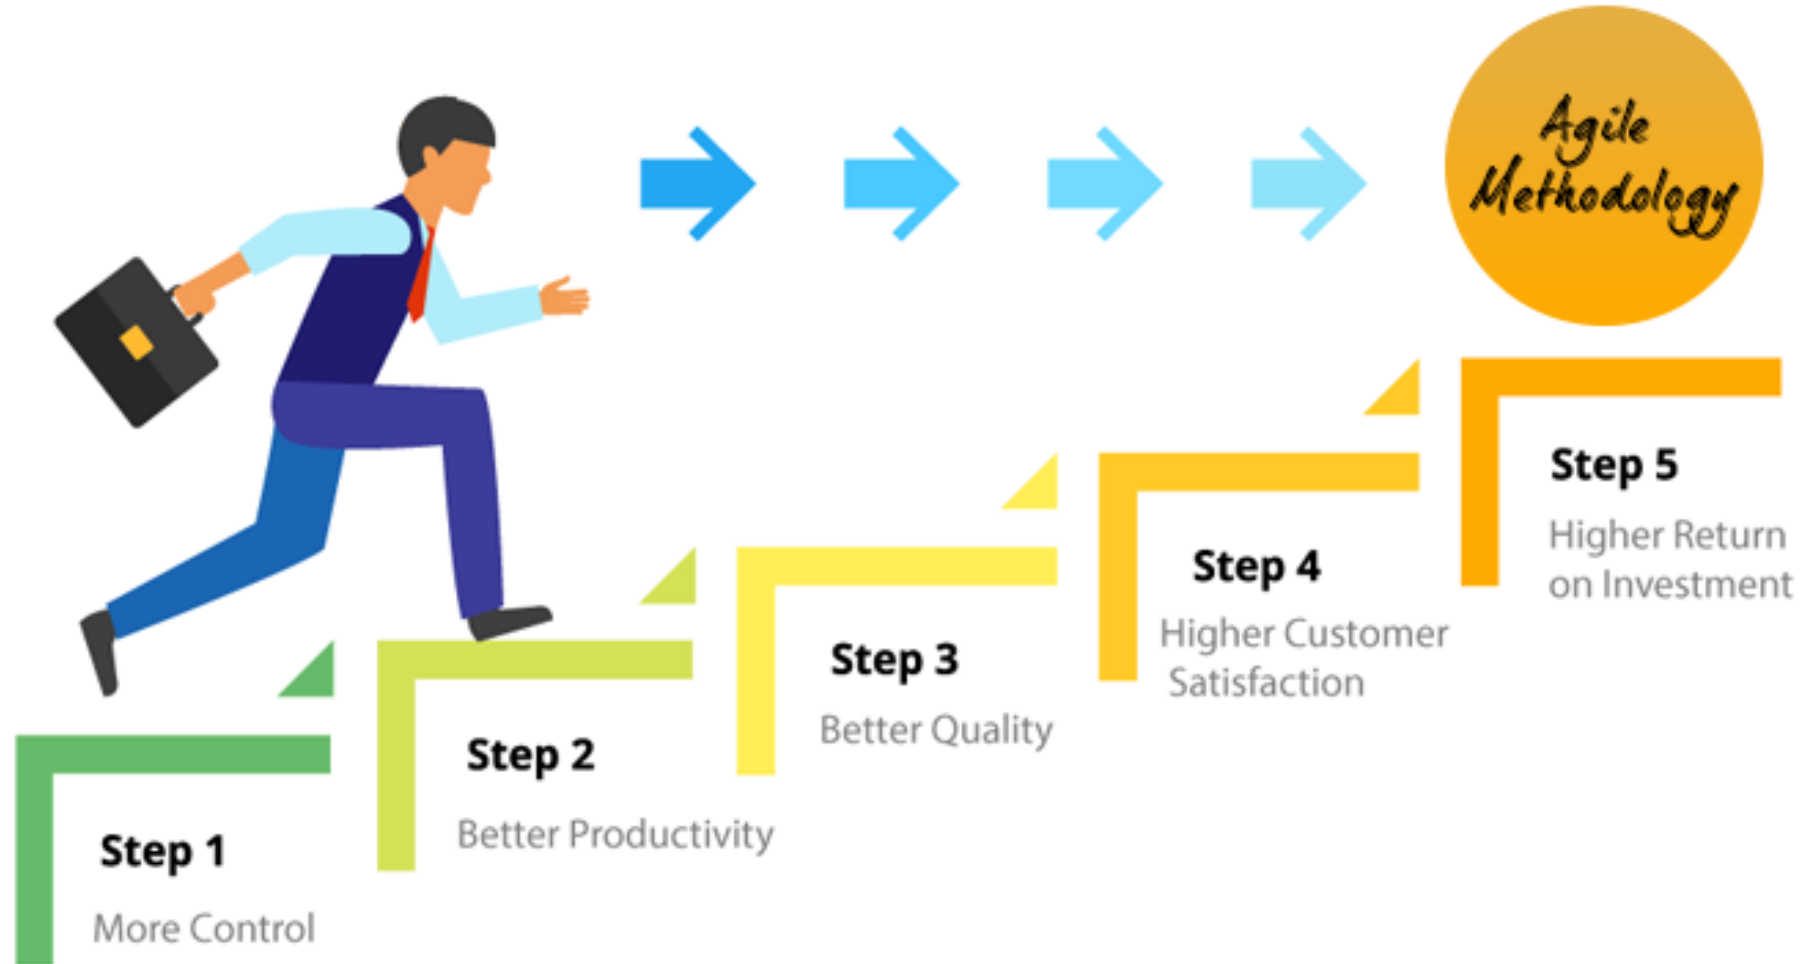 Agile
Methodology
Step 1
More Control
Step 2
Better Productivity
Step 3
Better Quality
Step 4
Higher Customer
Satisfaction
Step 5
Higher Return
on Investment